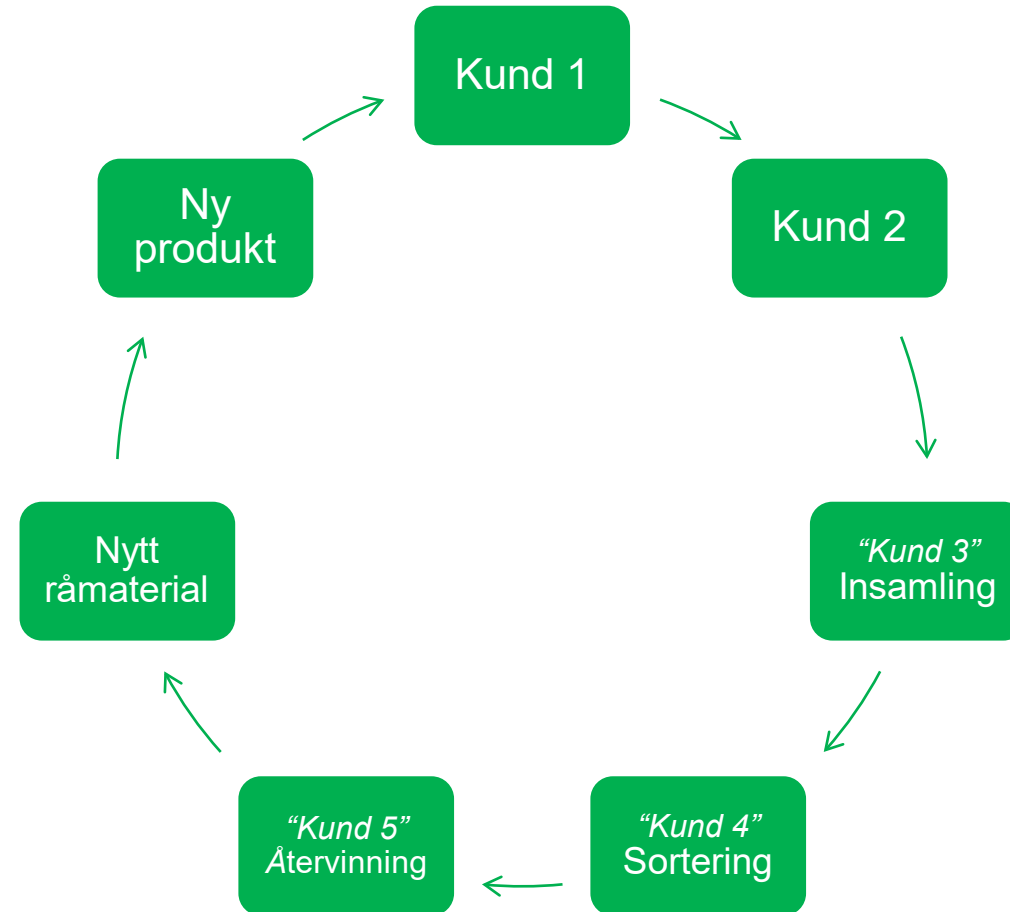 Kund 1
Kund 2
“Kund 3”
Insamling
“Kund 4”
Sortering
“Kund 5”
Återvinning
Nytt
råmaterial
Ny
produkt